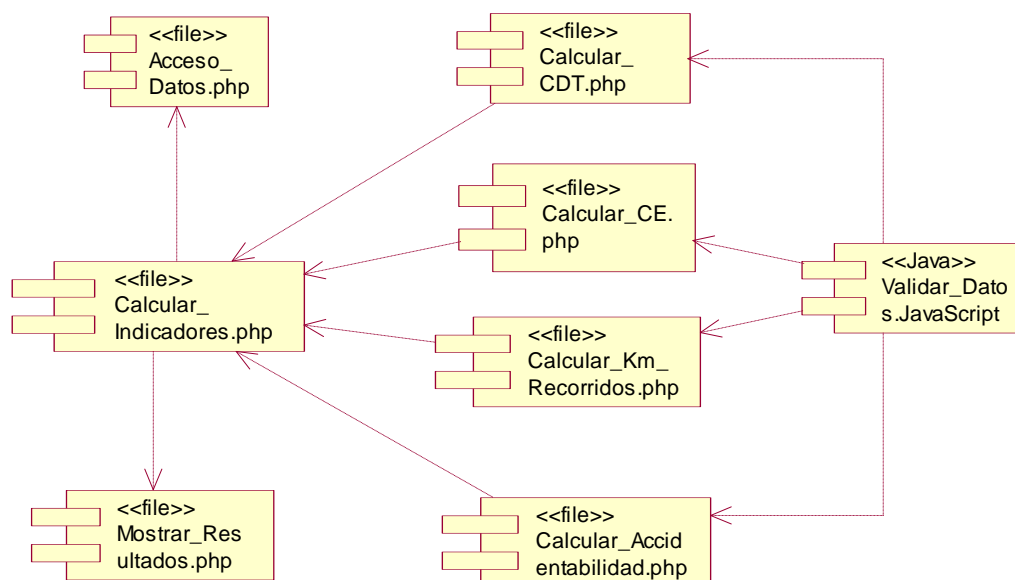 <<file>>
Acceso_
Datos.php
<<file>>
Calcular_
CDT.php
<<file>>
Calcular_CE.
php
<<file>>
Calcular_
Indicadores.php
<<Java>>
Validar_Dato
s.JavaScript
<<file>>
Calcular_Km_
Recorridos.php
<<file>>
Mostrar_Res
ultados.php
<<file>>
Calcular_Accid
entabilidad.php